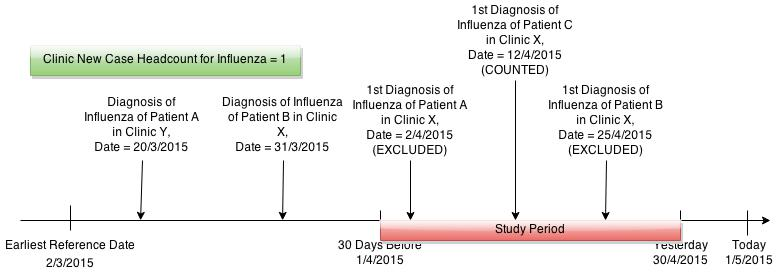 1st Diagnosis of
Influenza of Patient C
in Clinic X,
Date = 12/4/2015
(COUNTED)
Clinic New Case Headcount for Influenza = 1
Diagnosis of
Influenza of Patient A
in Clinic Y,
Date = 20/3/2015
Diagnosis of Influenza
of Patient B in Clinic
X,
Date = 31/3/2015
1st Diagnosis of
Influenza of Patient A
in Clinic X,
Date = 2/4/2015
(EXCLUDED)
1st Diagnosis of
Influenza of Patient B
in Clinic X,
Date = 25/4/2015
(EXCLUDED)
Study Period
Earliest Reference Date
2/3/2015
30 Days Before
1/4/2015
Yesterday
30/4/2015
Today
1/5/2015